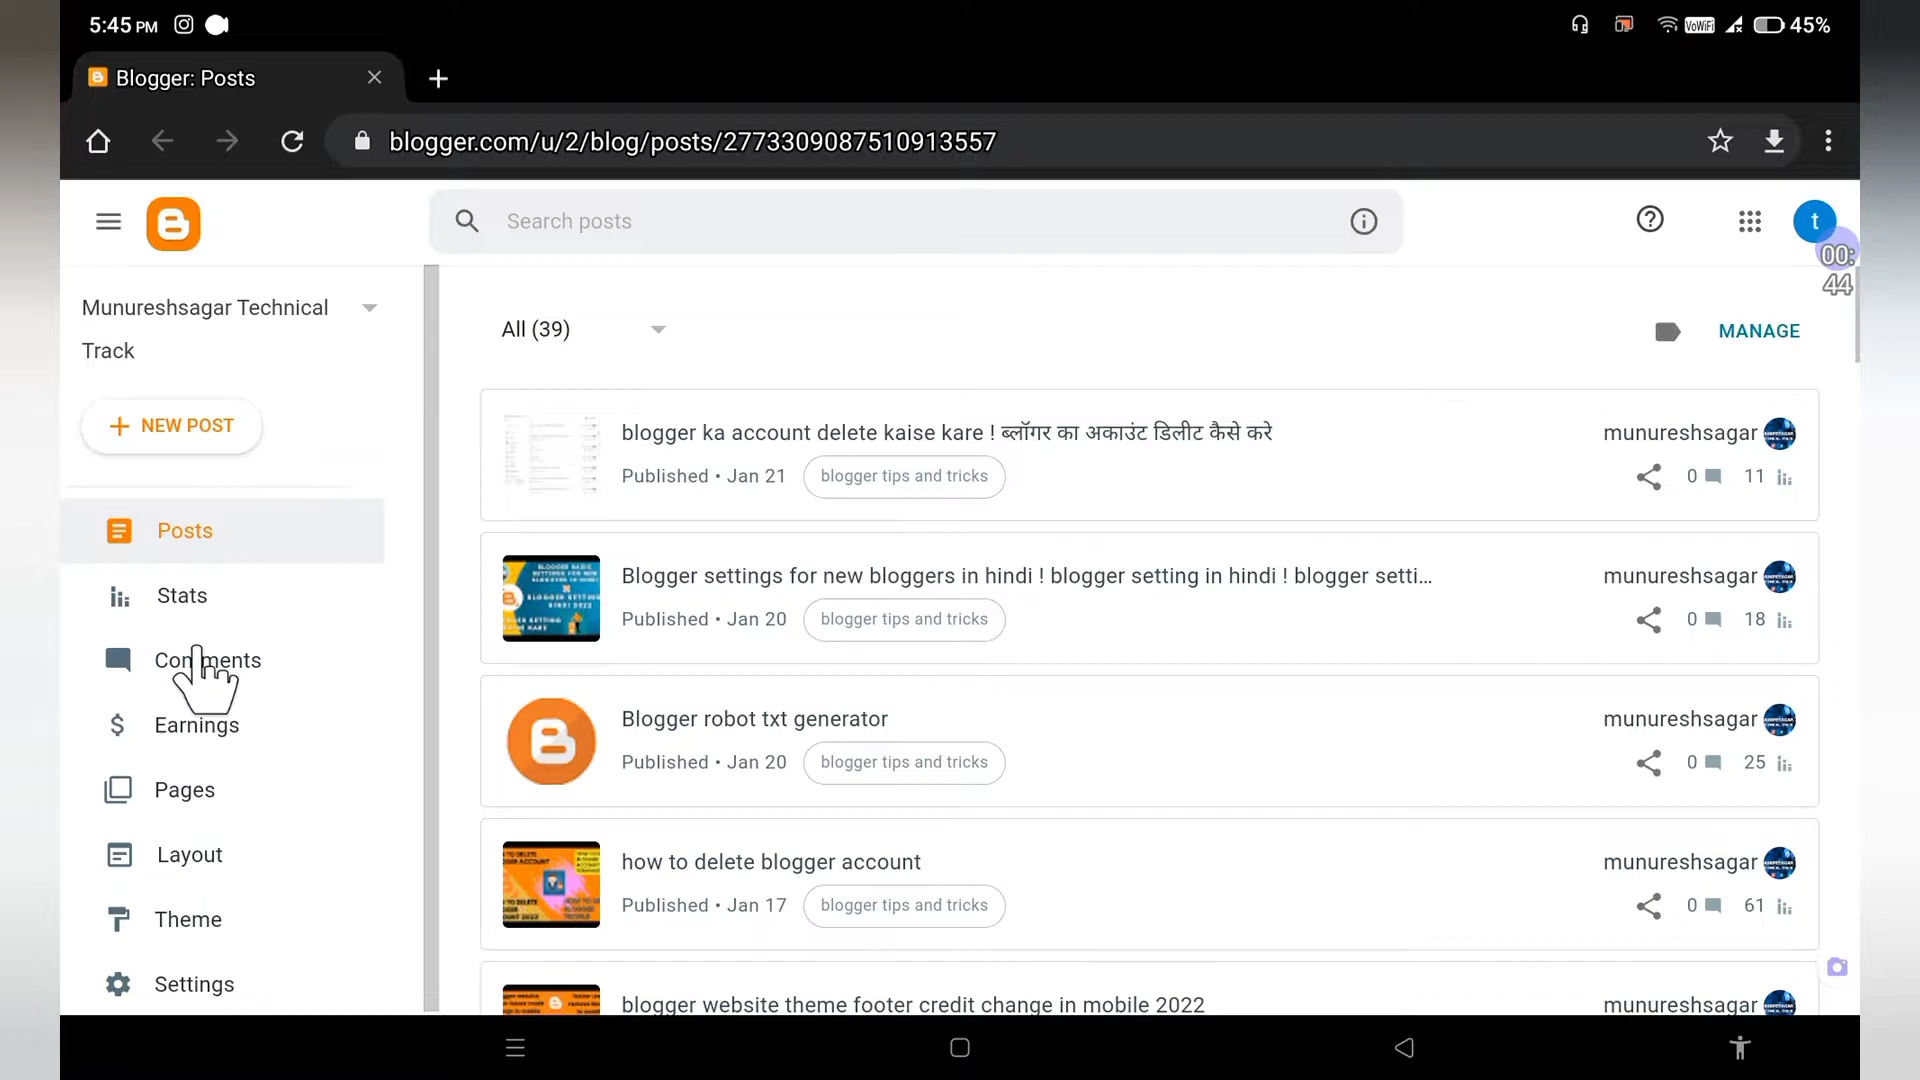 5:45 PM
VoWiFi
45%
Blogger: Posts
blogger.com/u/2/blog/posts/2773309087510913557
Search posts
t
00:
44
Munureshsagar Technical
Track
All (39)
MANAGE
NEW POST
blogger ka account delete kaise kare ! ब्लॉगर का अकाउंट डिलीट कैसे करे
munureshsagar
Published • Jan 21
blogger tips and tricks
0
11
Posts
Blogger settings for new bloggers in hindi ! blogger setting in hindi ! blogger setti...
munureshsagar
Stats
Published • Jan 20
blogger tips and tricks
0
18
Comments
Blogger robot txt generator
munureshsagar
Earnings
Published • Jan 20
blogger tips and tricks
0
25
Pages
how to delete blogger account
munureshsagar
Layout
Published • Jan 17
blogger tips and tricks
0
61
Theme
Settings
blogger website theme footer credit change in mobile 2022
munureshsagar